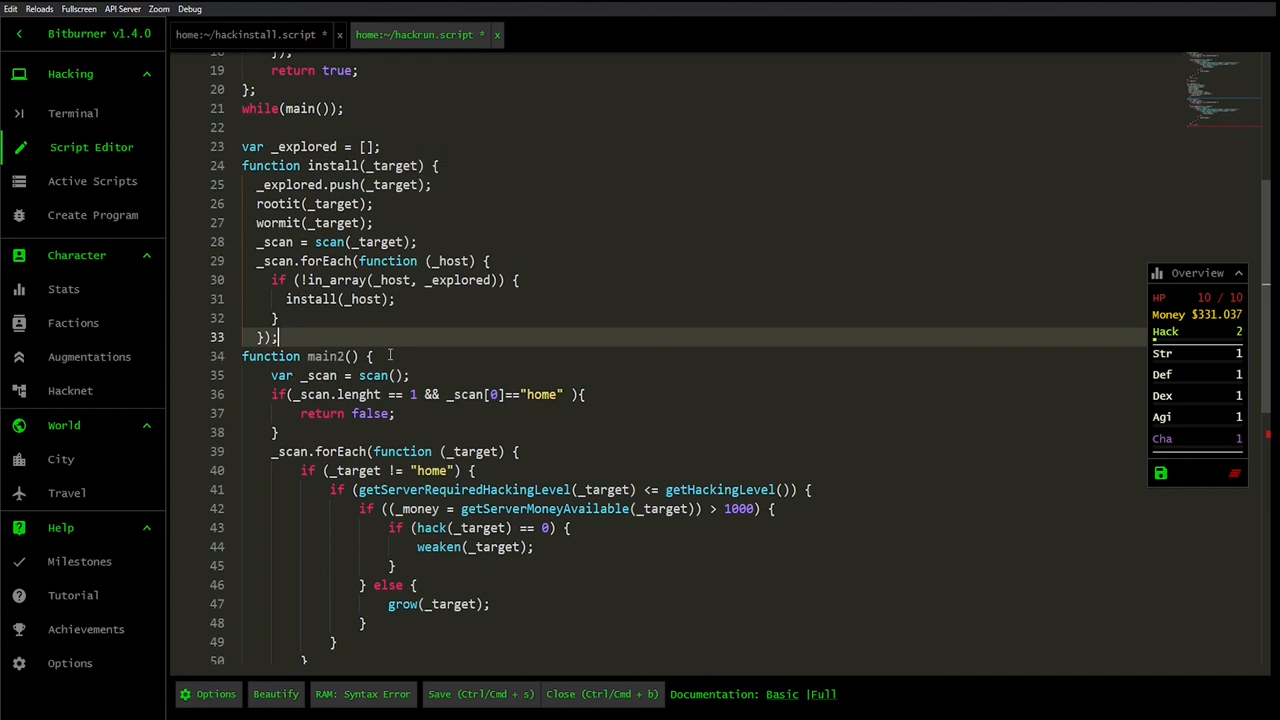 Edit Reloads Fullscreen API Server Zoom Debug
Bitburner v1.4.0
Hacking
Terminal
Script Editor
Active Scripts
Create Program
Character
Stats
Factions
Augmentations
Hacknet
World
City
Travel
Help
Milestones
Tutorial
Achievements
Options
home:~/hackinstall.script * x
home:~/hackrun.script * x
19 return true;
20 };
21 while(main());
22
23 var _explored = [];
24 function install(_target) {
25 _explored.push(_target);
26 rootit(_target);
27 wormit(_target);
28 _scan = scan(_target);
29 _scan.forEach(function (_host) {
30 if (!in_array(_host, _explored)) {
31 install(_host);
32 }
33 });
34 function main2() {
35 var _scan = scan();
36 if(_scan.lenght == 1 && _scan[0]=="home" ){
37 return false;
38 }
39 _scan.forEach(function (_target) {
40 if (_target != "home") {
41 if (getServerRequiredHackingLevel(_target) <= getHackingLevel()) {
42 if ((_money = getServerMoneyAvailable(_target)) > 1000) {
43 if (hack(_target) == 0) {
44 weaken(_target);
45 }
46 } else {
47 grow(_target);
48 }
49 }
50 }
Overview
HP 10 / 10
Money $331.037
Hack 2
Str 1
Def 1
Dex 1
Agi 1
Cha 1
Options Beautify RAM: Syntax Error Save (Ctrl/Cmd + s) Close (Ctrl/Cmd + b) Documentation: Basic |Full